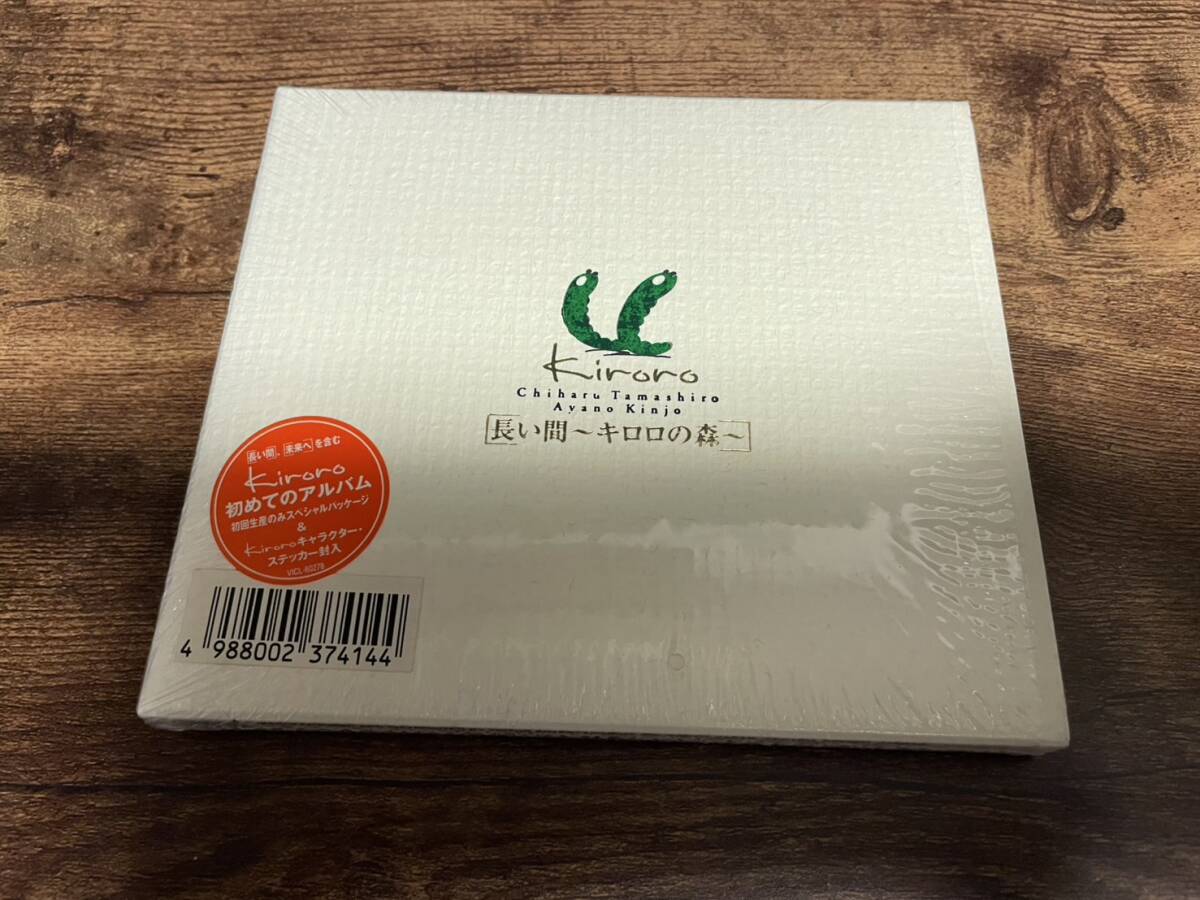 Kiroro
Chiharu Tamashiro
Ayano Kinjo
長い間〜キロロの森〜
長い間、未来へを含む
Kiroro
初めてのアルバム
初回生産のみスペシャルパッケージ
&
Kiroroキャラクター・
ステッカー封入
VICL-60278
4 988002 374144